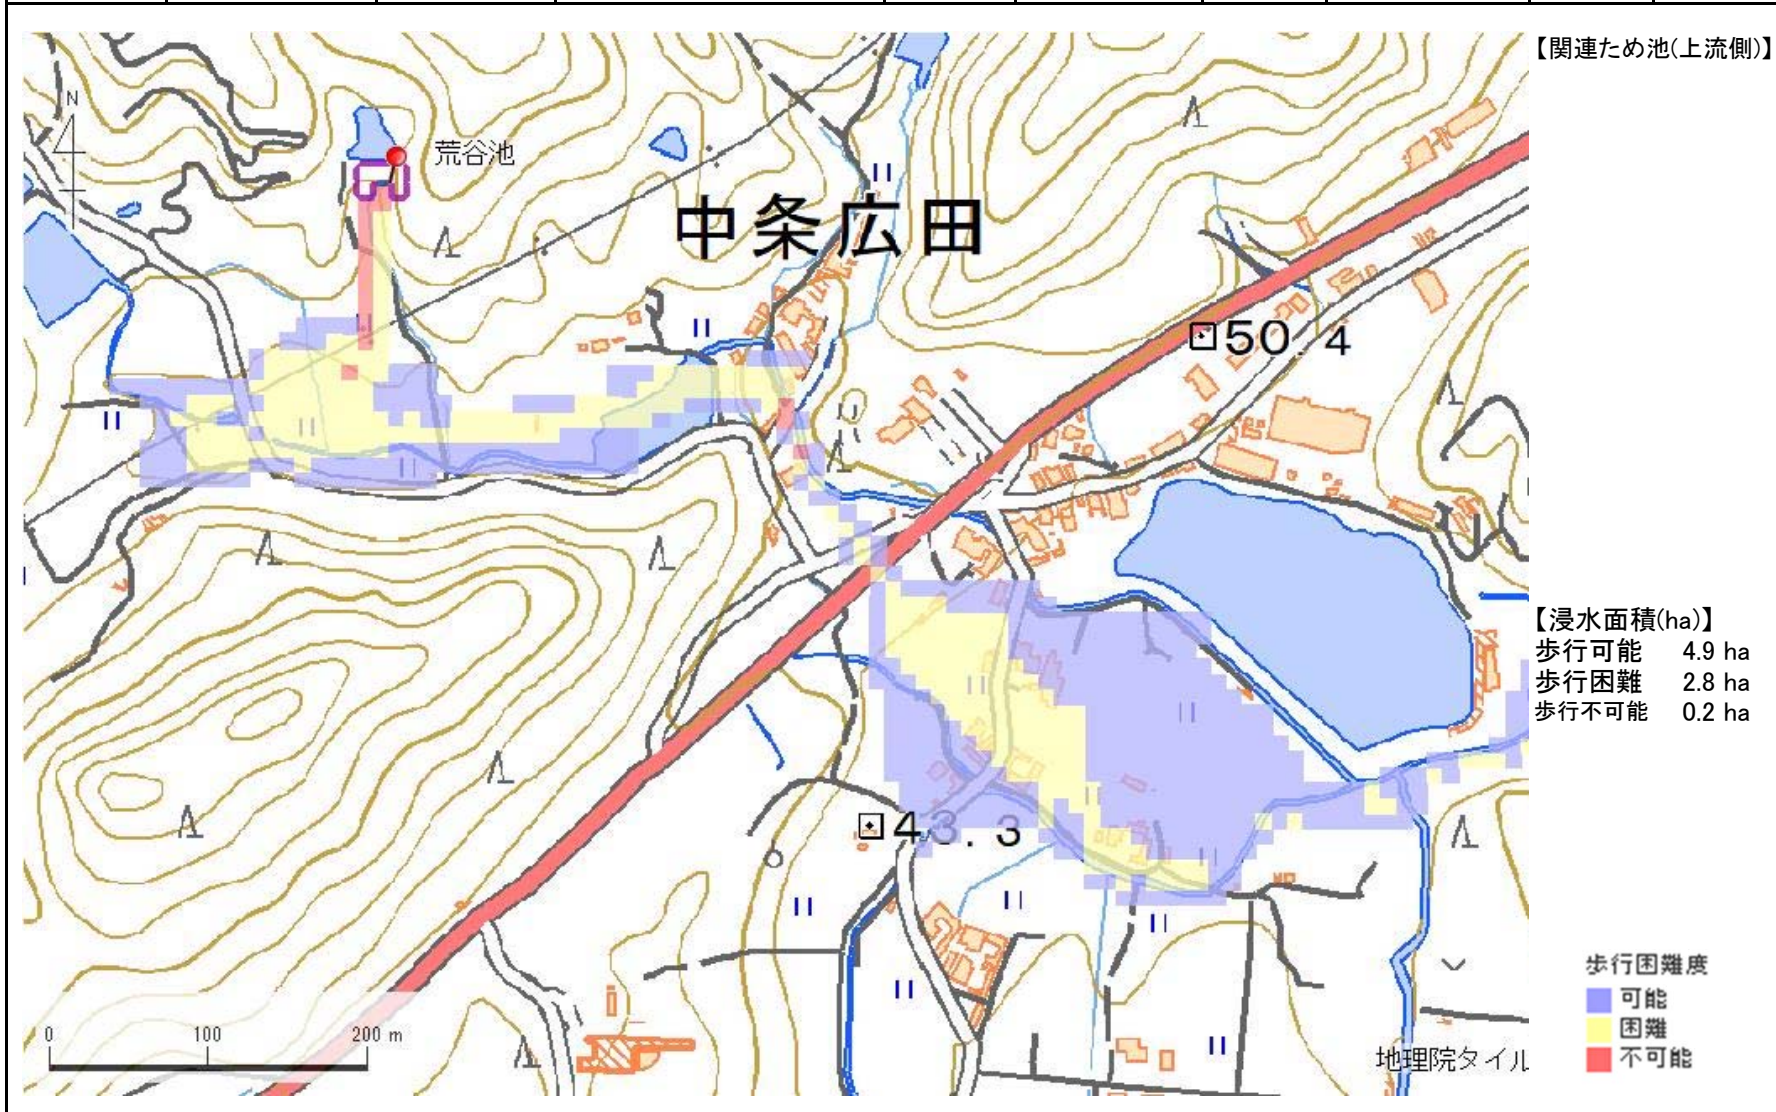 【関連ため池(上流側)】
N
荒谷池
中条広田
50.4
【浸水面積(ha)】
歩行可能 4.9 ha
歩行困難 2.8 ha
歩行不可能 0.2 ha
43.3
歩行困難度
可能
困難
不可能
0 100 200 m
地理院タイル